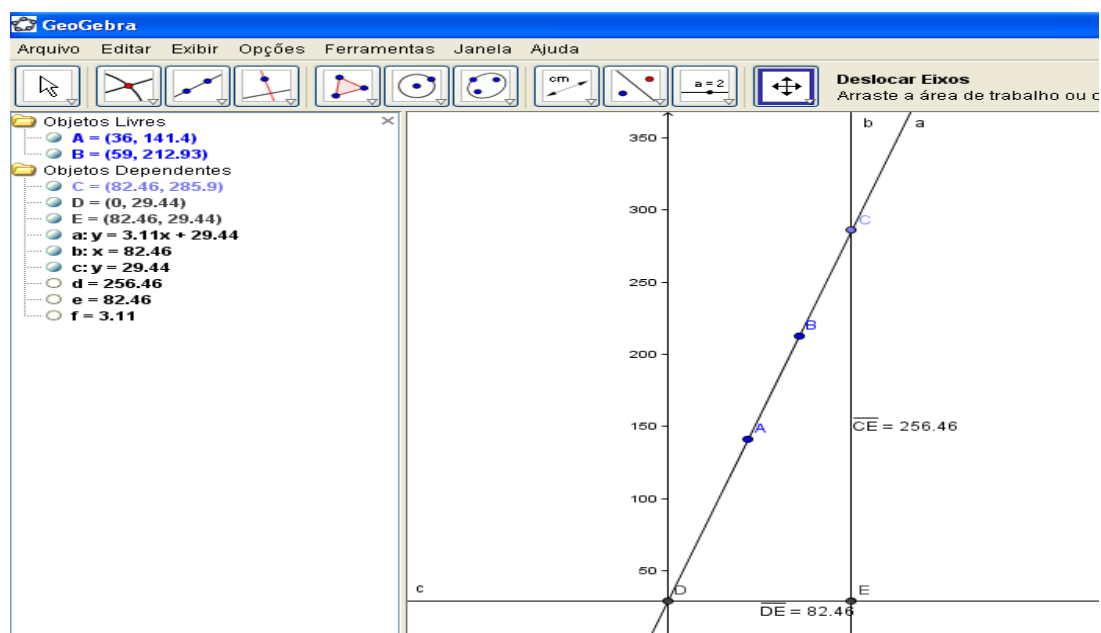 GeoGebra
Arquivo Editar Exibir Opções Ferramentas Janela Ajuda
cm
a = 2
Deslocar Eixos
Arraste a área de trabalho ou
Objetos Livres
A = (36, 141.4)
B = (59, 212.93)
Objetos Dependentes
C = (82.46, 285.9)
D = (0, 29.44)
E = (82.46, 29.44)
a: y = 3.11x + 29.44
b: x = 82.46
c: y = 29.44
d = 256.46
e = 82.46
f = 3.11
b a
350
300
C
250
B
200
150
A
CE = 256.46
100
50
c
D
E
DE = 82.46